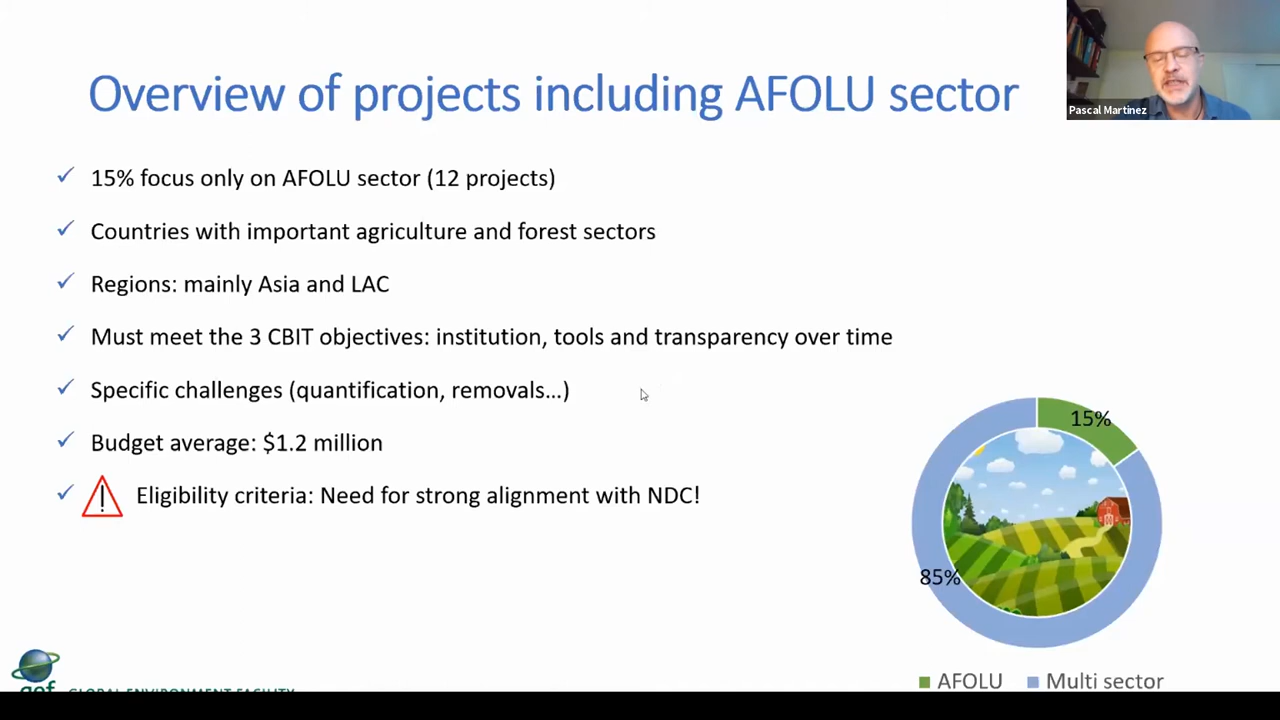 Overview of projects including AFOLU sector
Pascal Martinez
✓ 15% focus only on AFOLU sector (12 projects)
✓ Countries with important agriculture and forest sectors
✓ Regions: mainly Asia and LAC
✓ Must meet the 3 CBIT objectives: institution, tools and transparency over time
✓ Specific challenges (quantification, removals...)
✓ Budget average: $1.2 million
✓ Eligibility criteria: Need for strong alignment with NDC!
15%
85%
AFOLU
Multi sector
gef GLOBAL ENVIRONMENT FACILITY